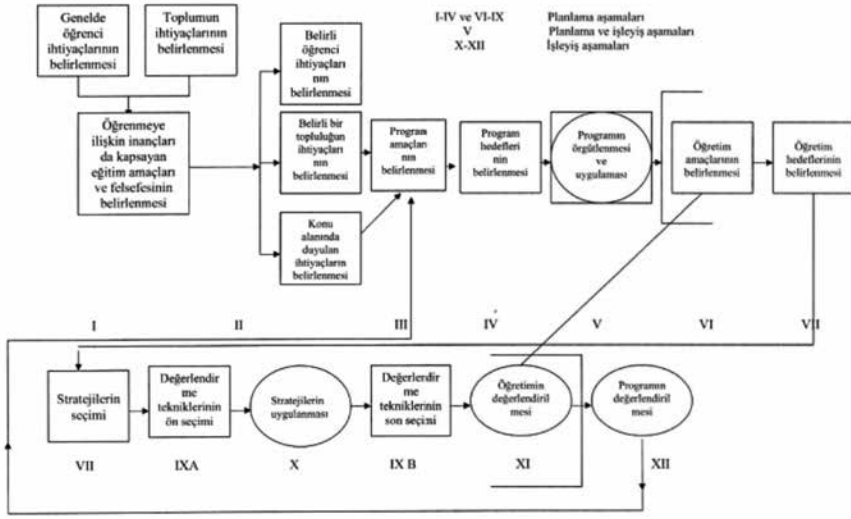 Genelde
öğrenci
ihtiyaçlarının
belirlenmesi
Toplumun
ihtiyaçlarının
belirlenmesi
I-IV ve VI-IX Planlama aşamaları
V Planlama ve işleyiş aşamaları
X-XII İşleyiş aşamaları
Öğrenmeye
ilişkin inançları
da kapsayan
eğitim amaçları
ve felsefesinin
belirlenmesi
Belirli
öğrenci
ihtiyaçları
nın
belirlenmesi
Belirli bir
topluluğun
ihtiyaçları
nın
belirlenmesi
Konu
alanında
duyulan
ihtiyaçların
belirlenmesi
Program
amaçları
nın
belirlenmesi
Program
hedefleri
nin
belirlenmesi
Programın
örgütlenmesi
ve
uygulaması
Öğretim
amaçlarının
belirlenmesi
Öğretim
hedeflerinin
belirlenmesi
I II III IV V VI VII
Stratejilerin
seçimi
Değerlendir
me
tekniklerinin
ön seçimi
Stratejilerin
uygulanması
Değerlerdir
me
tekniklerinin
son seçini
Öğretimin
değerlendiril
mesi
Programın
değerlendiril
mesi
VII IXA X IX B XI XII